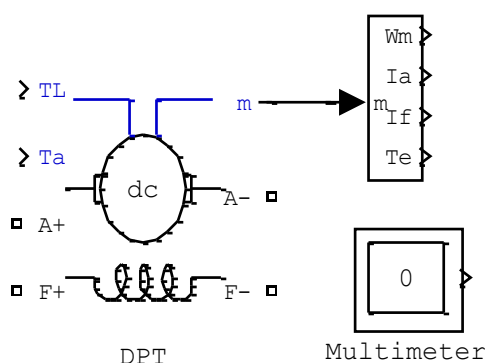 Wm
TL
Ia
m
m
If
Ta
Te
dc
A-
A+
0
F+
F-
DPT
Multimeter